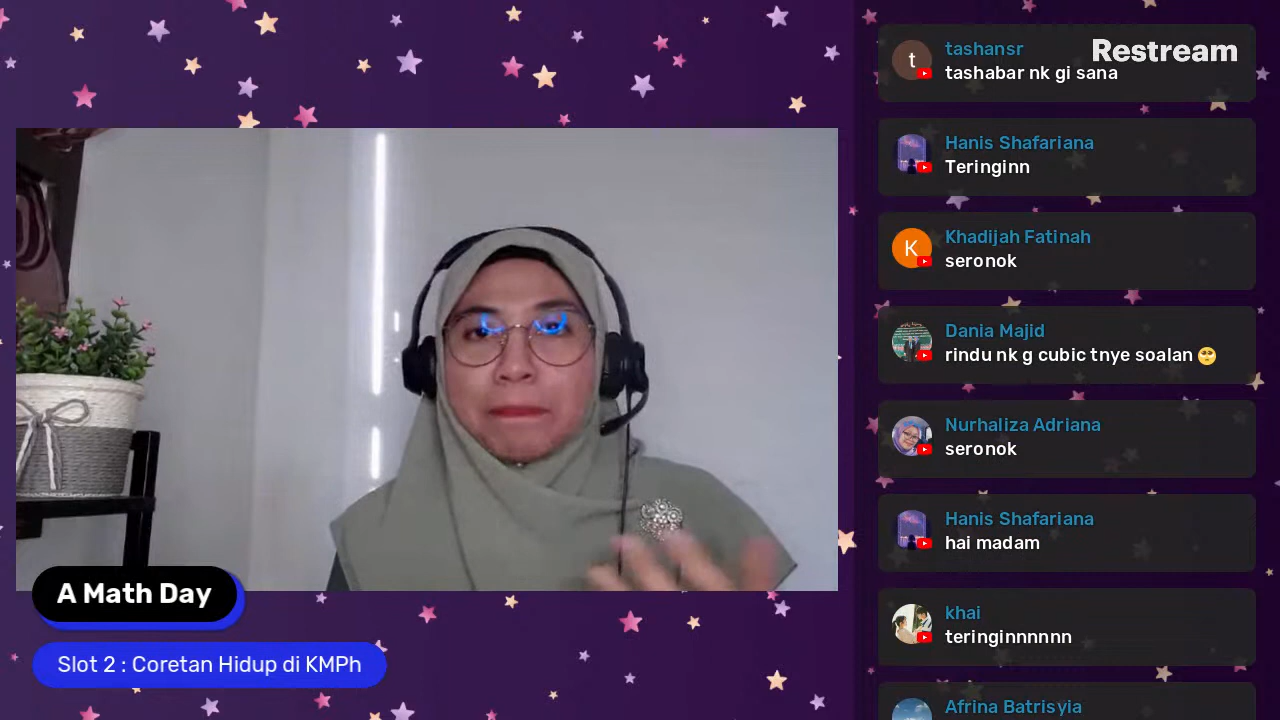 Restream
t
tashansr
tashabar nk gi sana
Hanis Shafariana
Teringinn
K
Khadijah Fatinah
seronok
Dania Majid
rindu nk g cubic tnye soalan 🥺
Nurhaliza Adriana
seronok
Hanis Shafariana
hai madam
khai
teringinnnnnn
Afrina Batrisyia
A Math Day
Slot 2 : Coretan Hidup di KMPh